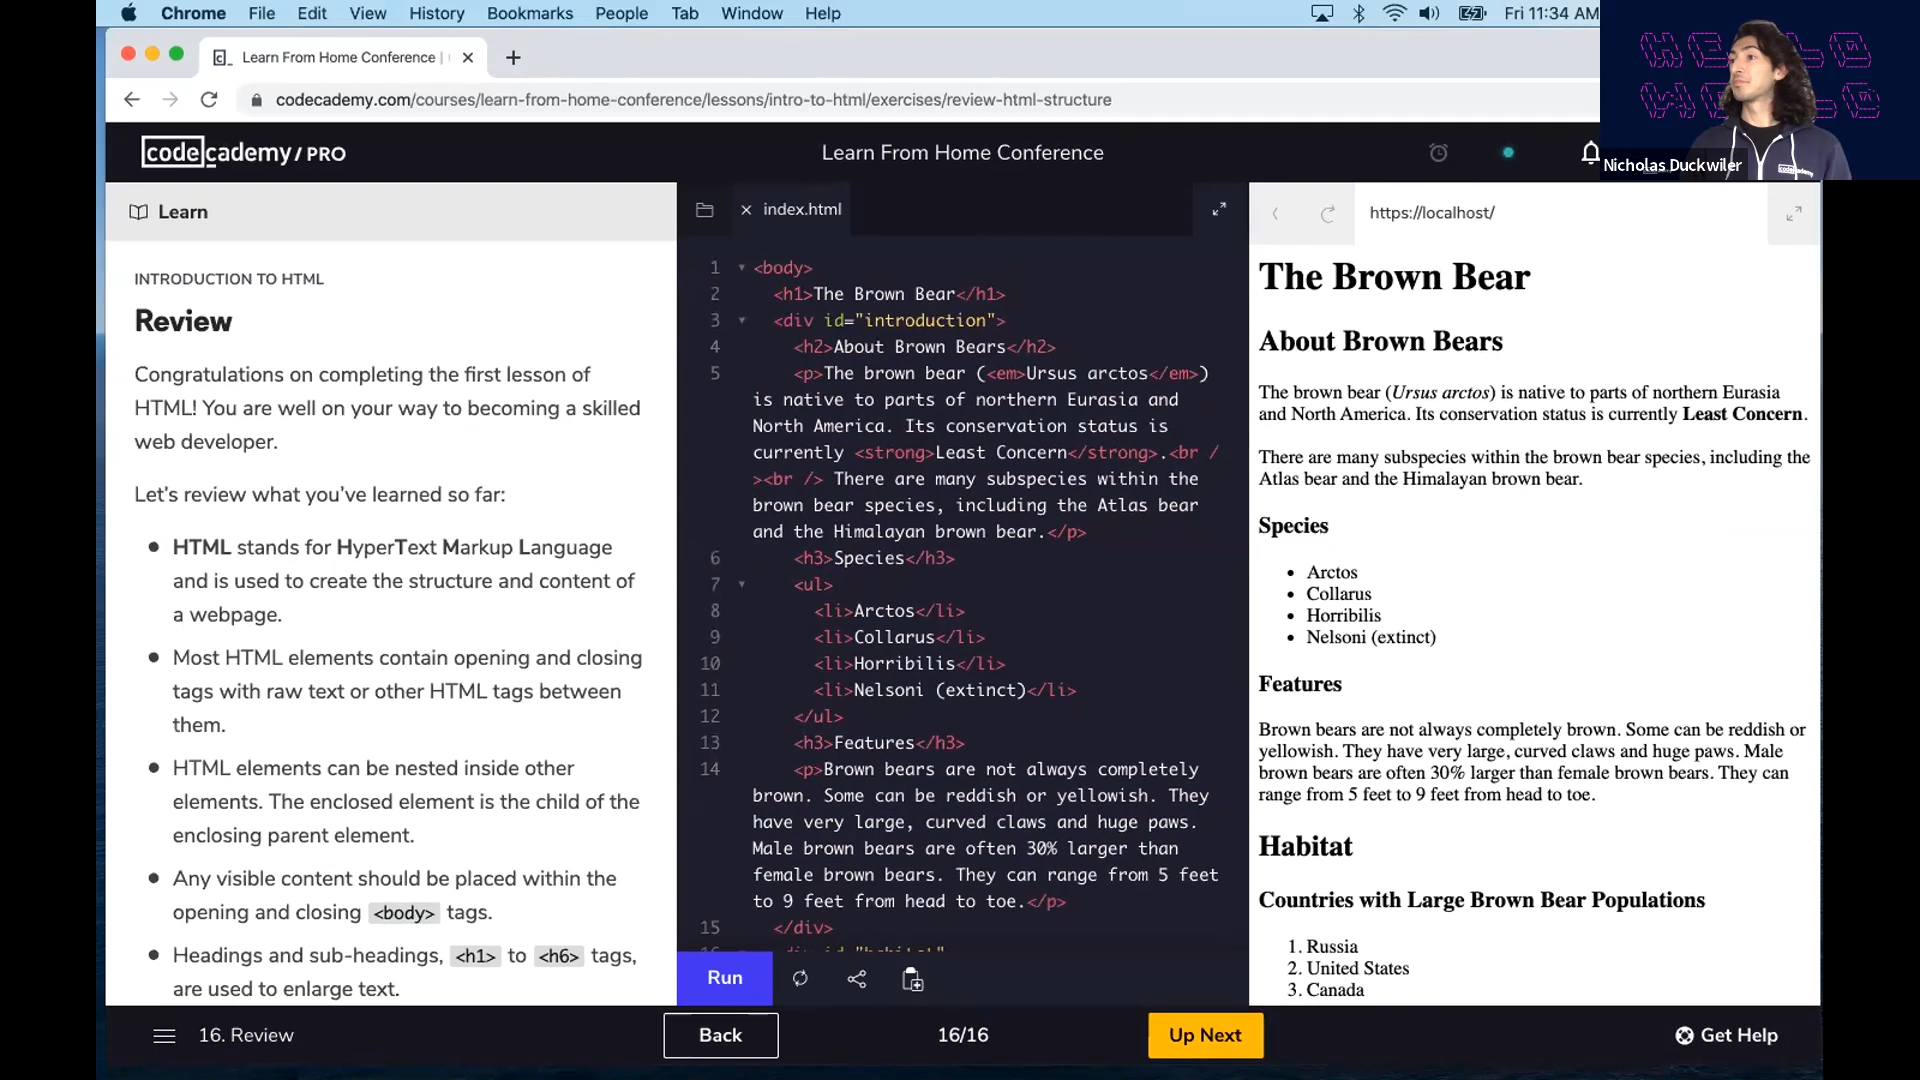 Chrome File Edit View History Bookmarks People Tab Window Help Fri 11:34 AM
Learn From Home Conference |
codecademy.com/courses/learn-from-home-conference/lessons/intro-to-html/exercises/review-html-structure
Nicholas Duckwiler
codecademy / PRO
Learn From Home Conference
Learn
INTRODUCTION TO HTML
Review
Congratulations on completing the first lesson of
HTML! You are well on your way to becoming a skilled
web developer.
Let's review what you've learned so far:
HTML stands for HyperText Markup Language
and is used to create the structure and content of
a webpage.
Most HTML elements contain opening and closing
tags with raw text or other HTML tags between
them.
HTML elements can be nested inside other
elements. The enclosed element is the child of the
enclosing parent element.
Any visible content should be placed within the
opening and closing <body> tags.
Headings and sub-headings, <h1> to <h6> tags,
are used to enlarge text.
index.html
1 <body>
2 <h1>The Brown Bear</h1>
3 <div id="introduction">
4 <h2>About Brown Bears</h2>
5 <p>The brown bear (<em>Ursus arctos</em>)
is native to parts of northern Eurasia and
North America. Its conservation status is
currently <strong>Least Concern</strong>.<br /
><br /> There are many subspecies within the
brown bear species, including the Atlas bear
and the Himalayan brown bear.</p>
6 <h3>Species</h3>
7 <ul>
8 <li>Arctos</li>
9 <li>Collarus</li>
10 <li>Horribilis</li>
11 <li>Nelsoni (extinct)</li>
12 </ul>
13 <h3>Features</h3>
14 <p>Brown bears are not always completely
brown. Some can be reddish or yellowish. They
have very large, curved claws and huge paws.
Male brown bears are often 30% larger than
female brown bears. They can range from 5 feet
to 9 feet from head to toe.</p>
15 </div>
Run
https://localhost/
The Brown Bear
About Brown Bears
The brown bear (Ursus arctos) is native to parts of northern Eurasia
and North America. Its conservation status is currently Least Concern.
There are many subspecies within the brown bear species, including the
Atlas bear and the Himalayan brown bear.
Species
Arctos
Collarus
Horribilis
Nelsoni (extinct)
Features
Brown bears are not always completely brown. Some can be reddish or
yellowish. They have very large, curved claws and huge paws. Male
brown bears are often 30% larger than female brown bears. They can
range from 5 feet to 9 feet from head to toe.
Habitat
Countries with Large Brown Bear Populations
1. Russia
2. United States
3. Canada
16. Review
Back
16/16
Up Next
Get Help